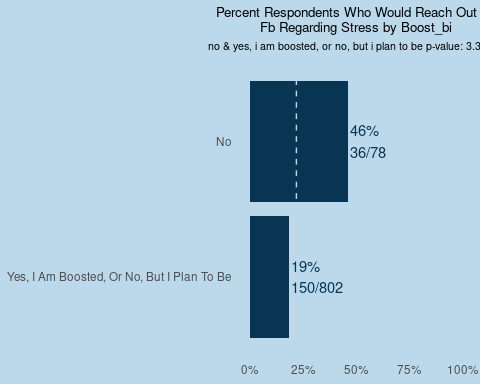 Percent Respondents Who Would Reach Out
Fb Regarding Stress by Boost_bi
no & yes, i am boosted, or no, but i plan to be p-value: 3.3
No
46%
36/78
Yes, I Am Boosted, Or No, But I Plan To Be
19%
150/802
0% 25% 50% 75% 100%